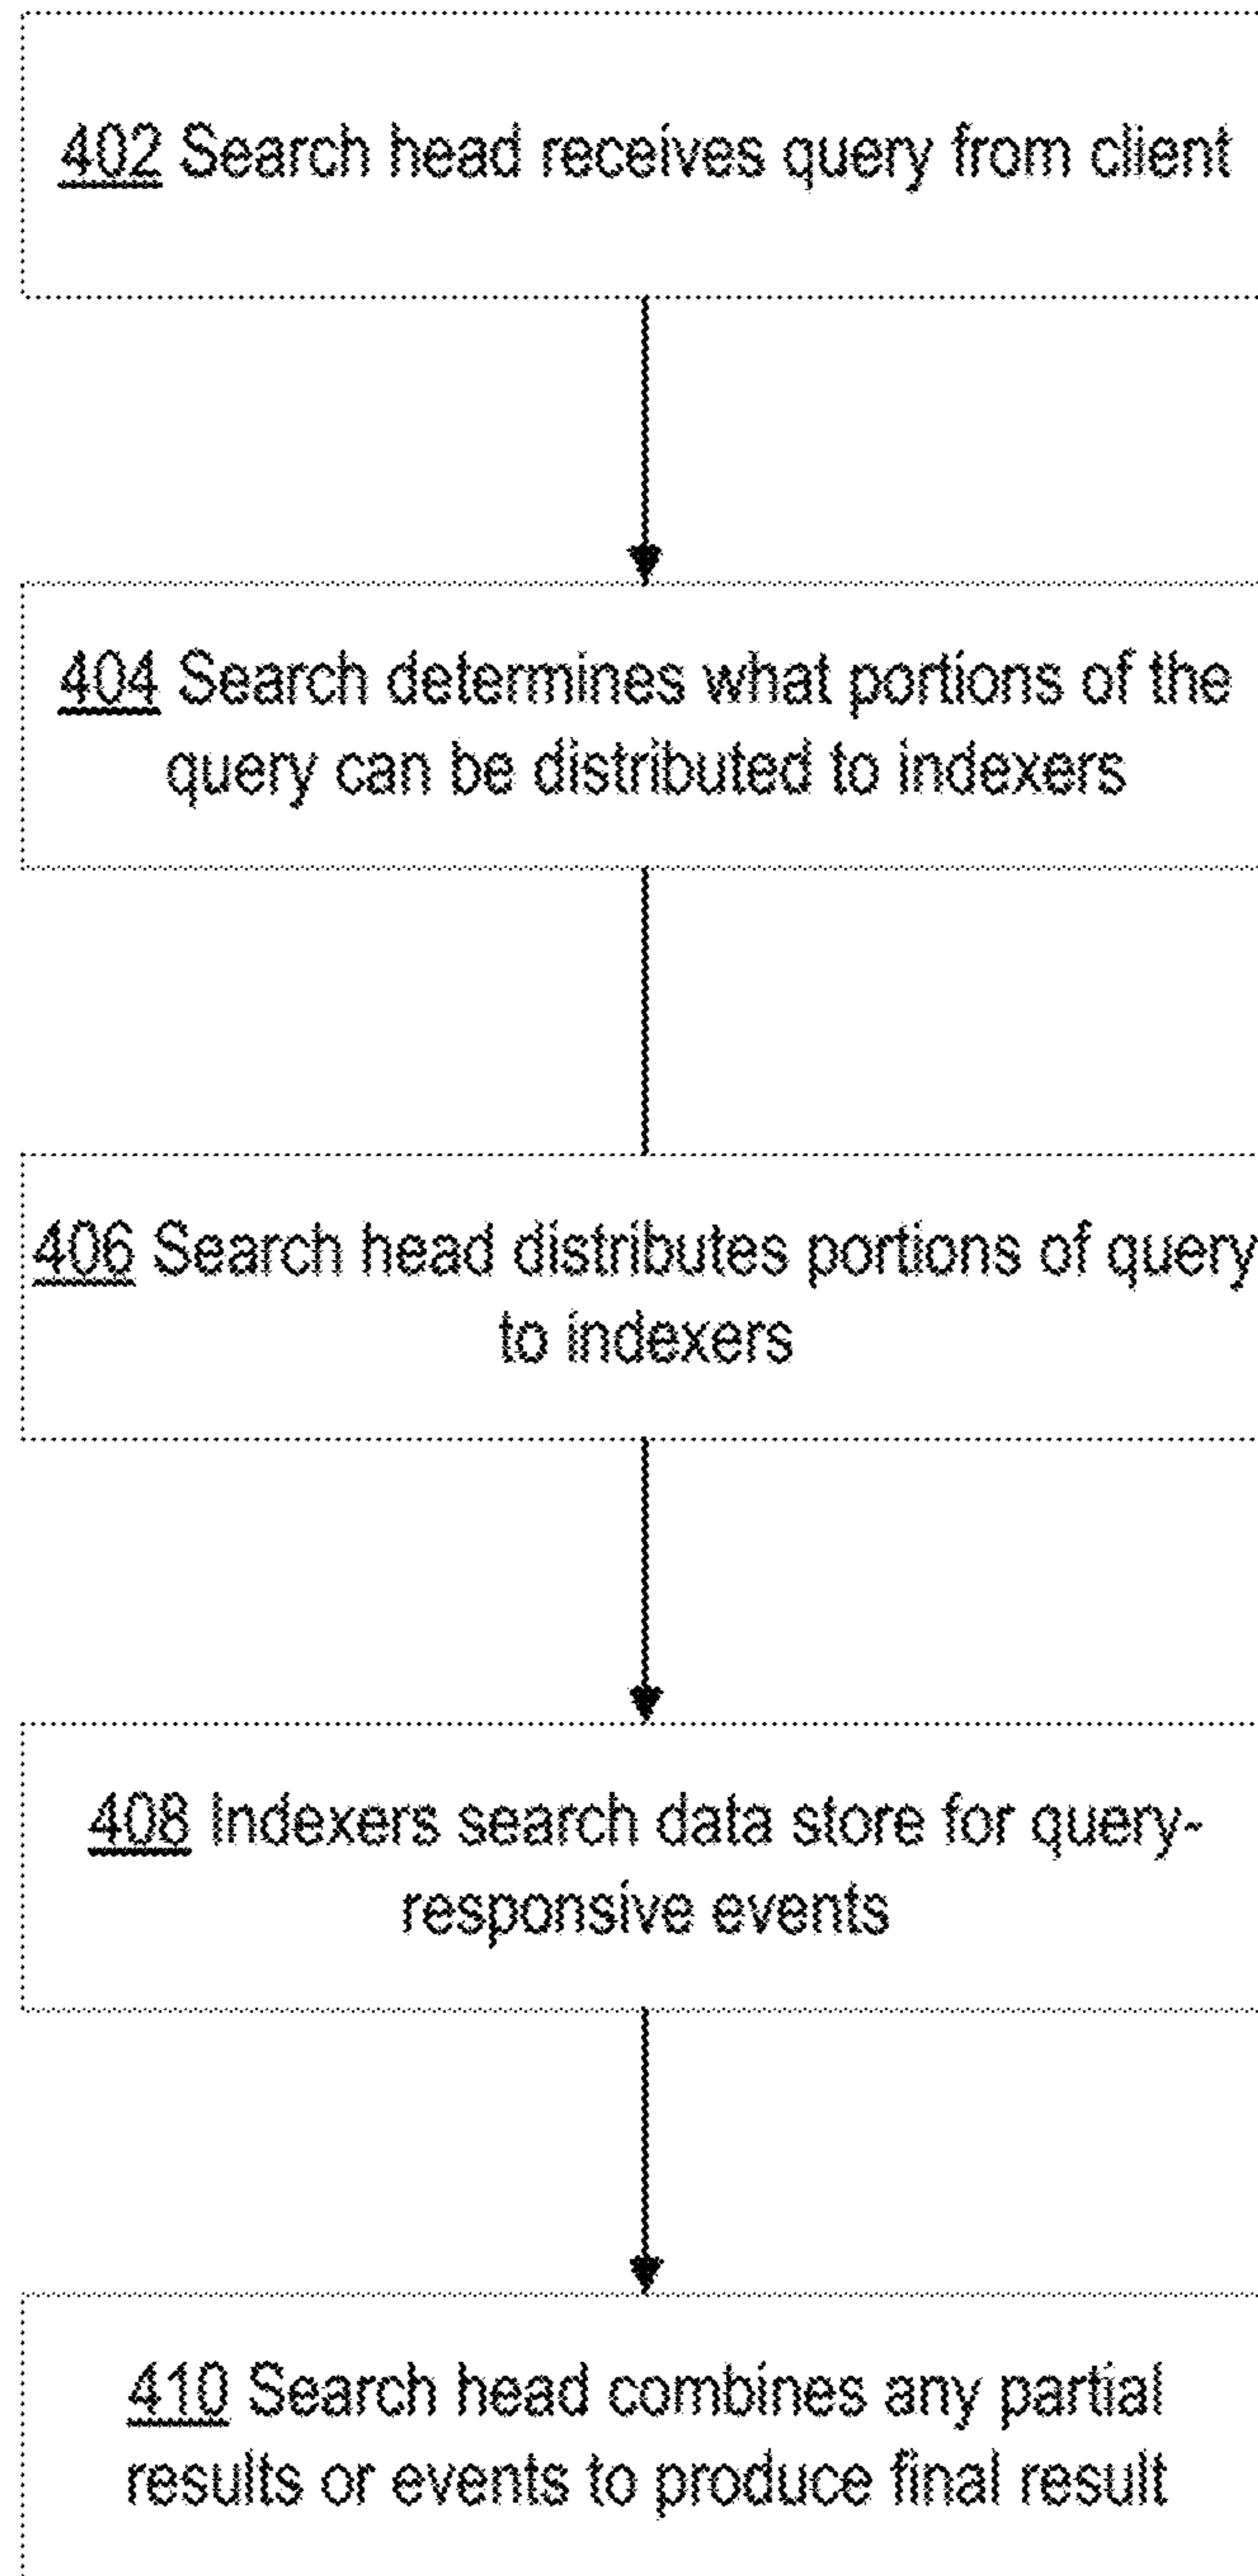 402 Search head receives query from client
404 Search determines what portions of the
query can be distributed to indexers
406 Search head distributes portions of query
to indexers
408 Indexers search data store for query-
responsive events
410 Search head combines any partial
results or events to produce final result